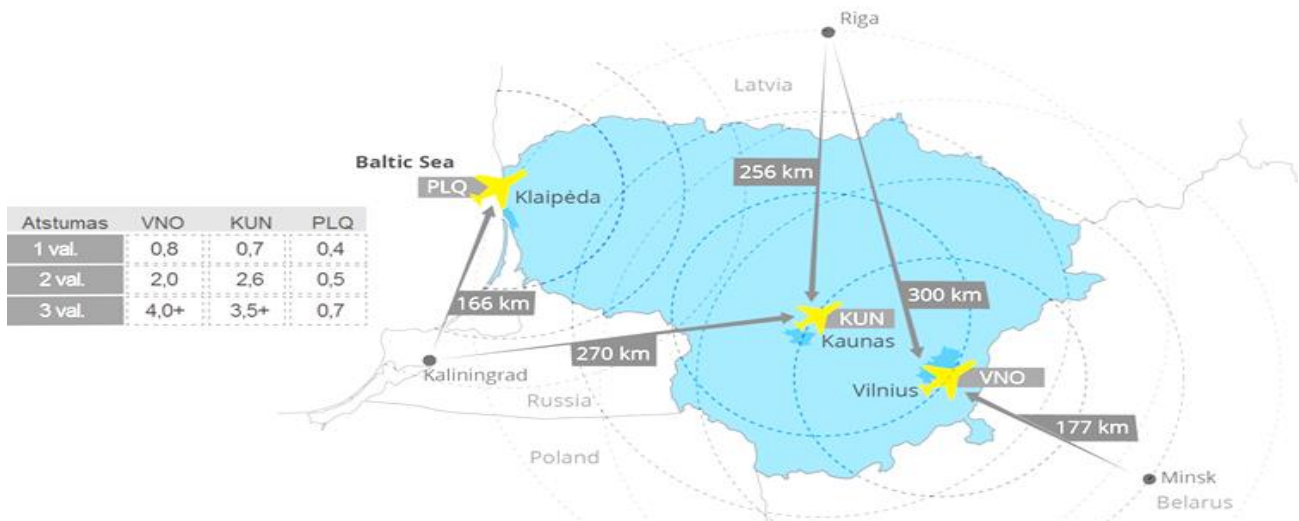 Riga
Latvia
Baltic Sea
PLQ
Klaipėda
256 km
Atstumas VNO KUN PLQ
1 val. 0,8 0,7 0,4
2 val. 2,0 2,6 0,5
3 val. 4,0+ 3,5+ 0,7
166 km
300 km
KUN
Kaunas
270 km
Kaliningrad
Vilnius
VNO
Russia
177 km
Poland
Minsk
Belarus